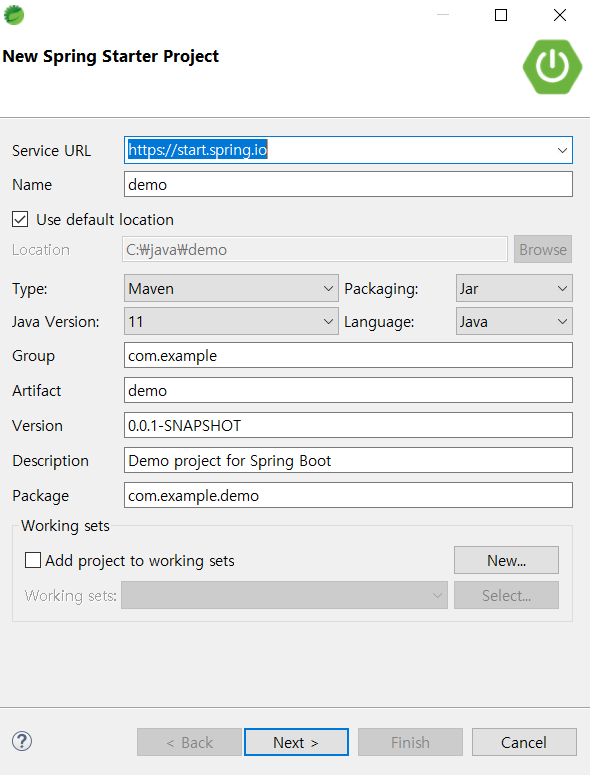 New Spring Starter Project
Service URL https://start.spring.io
Name demo
Use default location
Location C:₩java₩demo Browse
Type: Maven Packaging: Jar
Java Version: 11 Language: Java
Group com.example
Artifact demo
Version 0.0.1-SNAPSHOT
Description Demo project for Spring Boot
Package com.example.demo
Working sets
Add project to working sets New...
Working sets: Select...
? < Back Next > Finish Cancel